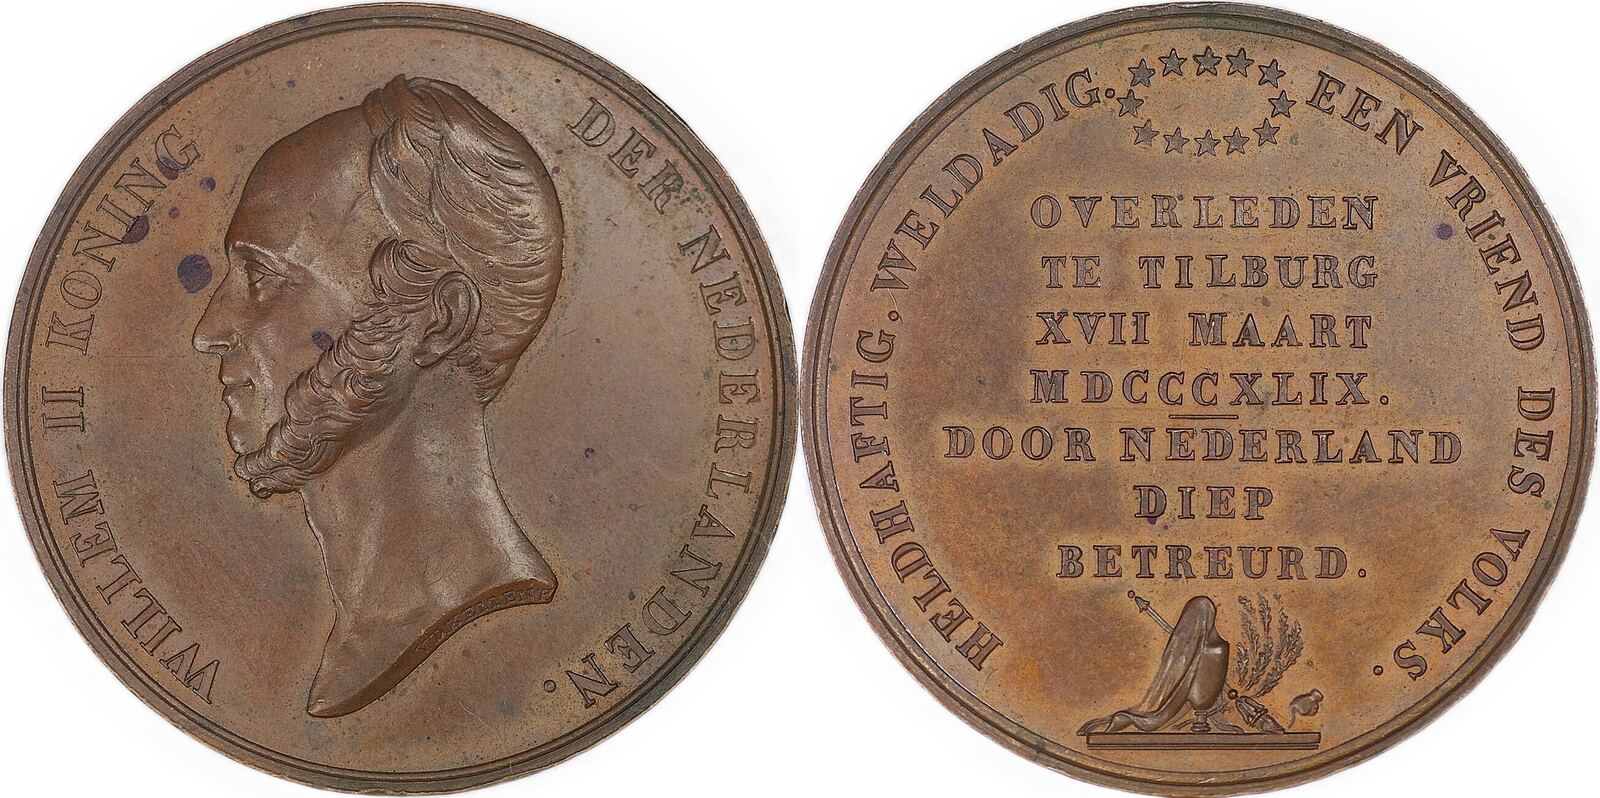 WILLEM II KONING DER NEDERLANDEN.
HELDHAFTIG, WELDADIG. EEN VRIEND DES VOLKS.
OVERLEDEN
TE TILBURG
XVII MAART
MDCCCXLIX.
DOOR NEDERLAND
DIEP
BETREURD.